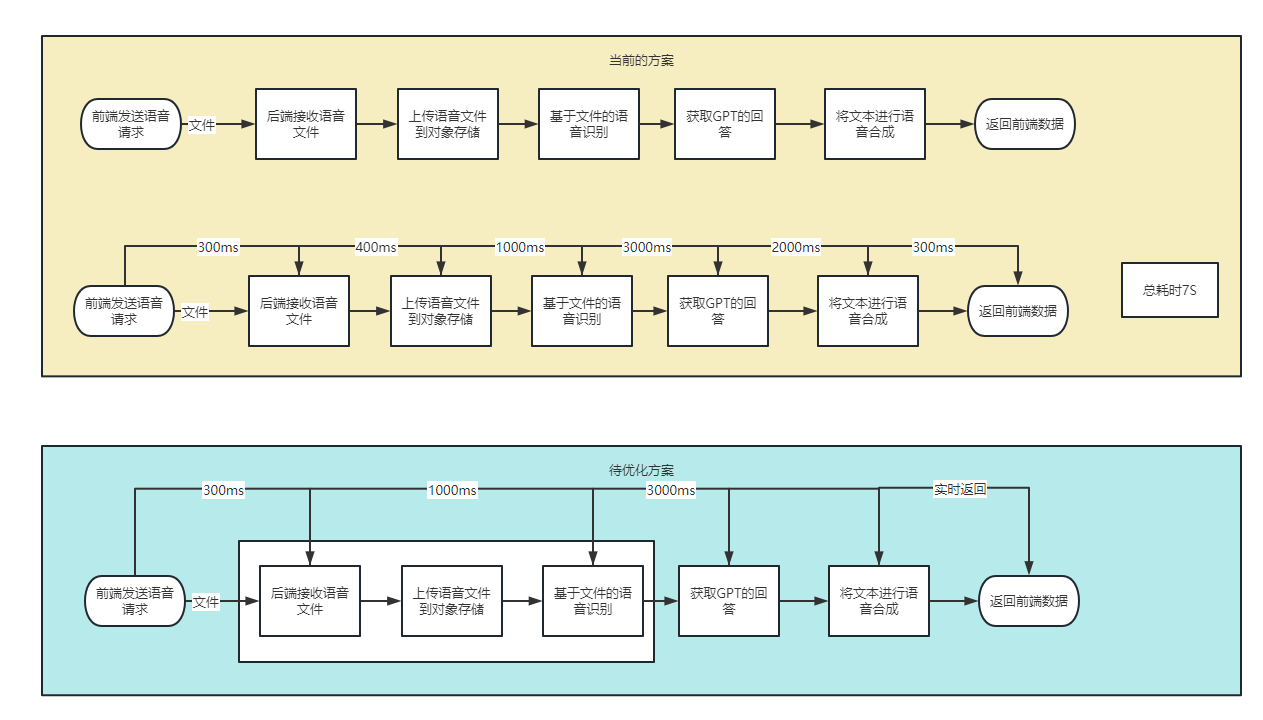 当前的方案
前端发送语音
请求
文件
后端接收语音
文件
上传语音文件
到对象存储
基于文件的语
音识别
获取GPT的回
答
将文本进行语
音合成
返回前端数据
300ms
400ms
1000ms
3000ms
2000ms
300ms
前端发送语音
请求
文件
后端接收语音
文件
上传语音文件
到对象存储
基于文件的语
音识别
获取GPT的回
答
将文本进行语
音合成
返回前端数据
总耗时7S
待优化方案
300ms
1000ms
3000ms
实时返回
前端发送语音
请求
文件
后端接收语音
文件
上传语音文件
到对象存储
基于文件的语
音识别
获取GPT的回
答
将文本进行语
音合成
返回前端数据